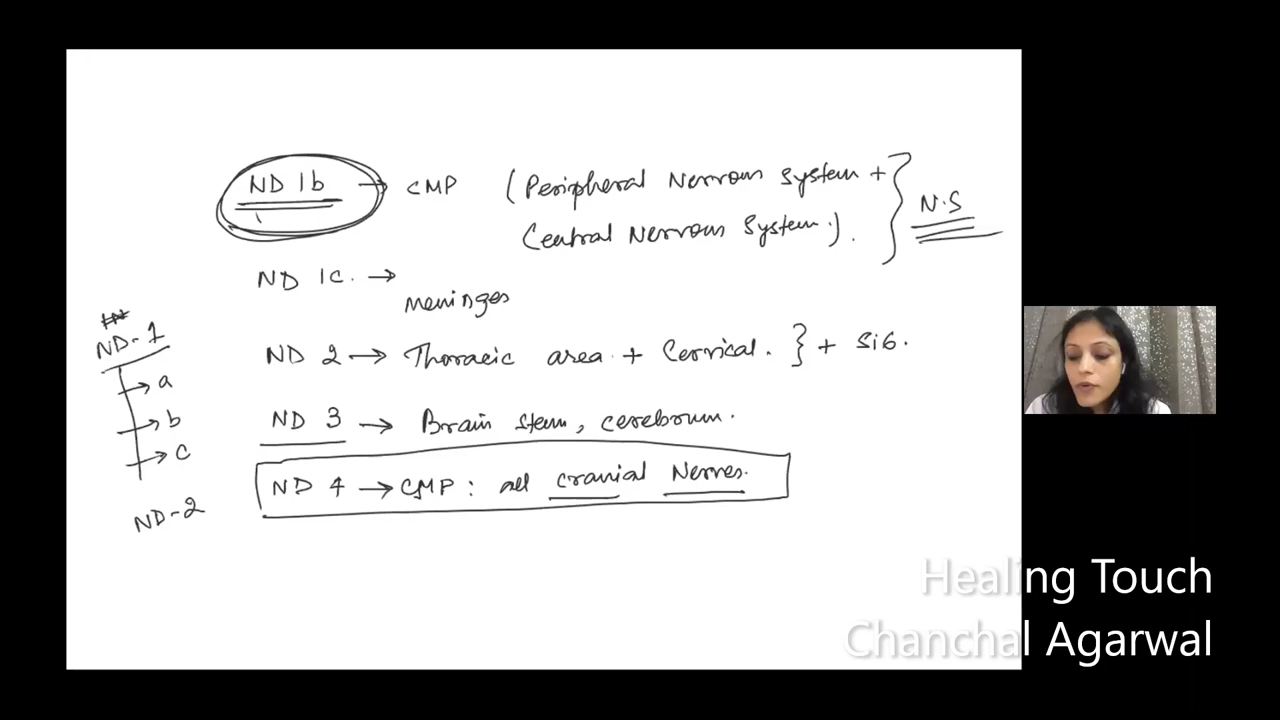 ND 1b → CMP (Peripheral Nervous System +
Central Nervous System). } N.S
ND 1c. →
meninges
ND-1
ND 2 → Thoracic area. + Cervical. } + Si6.
a
b
c
ND 3 → Brain stem, cerebrum.
ND 4 → CMP: all cranial Nerves.
ND-2
Healing Touch
Chanchal Agarwal